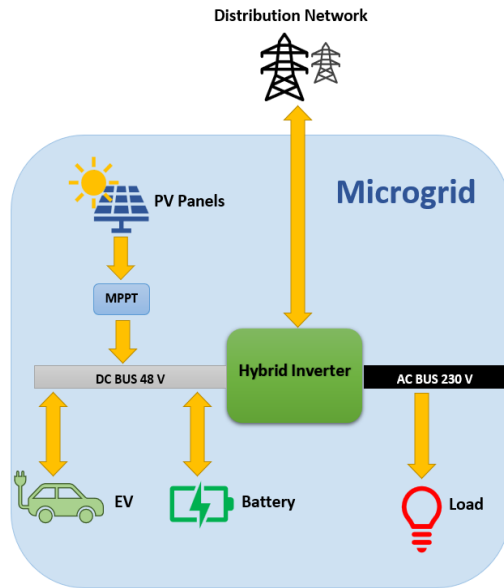 Distribution Network
Microgrid
PV Panels
MPPT
Hybrid Inverter
DC BUS 48 V
AC BUS 230 V
EV
Battery
Load